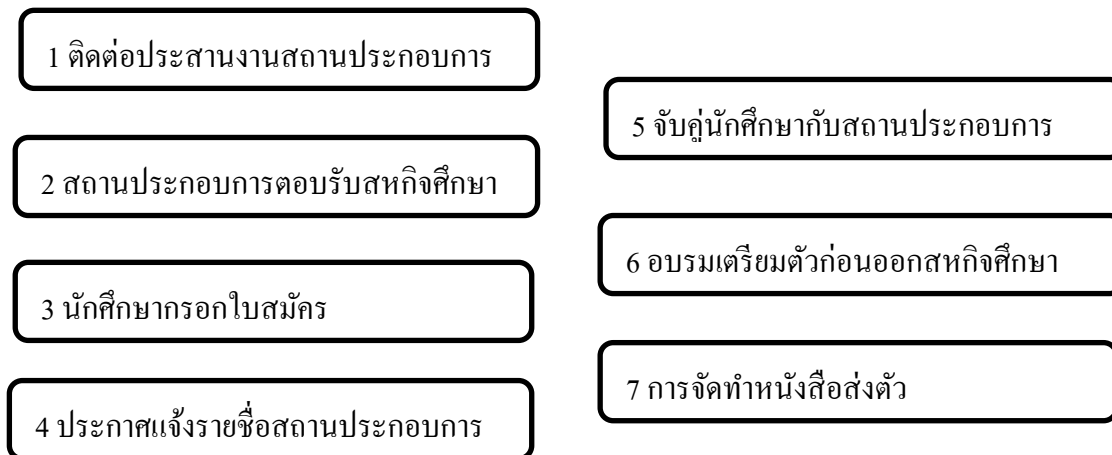 1 ติดต่อประสานงานสถานประกอบการ
2 สถานประกอบการตอบรับสหกิจศึกษา
3 นักศึกษากรอกใบสมัคร
4 ประกาศแจ้งรายชื่อสถานประกอบการ
5 จับคู่นักศึกษากับสถานประกอบการ
6 อบรมเตรียมตัวก่อนออกสหกิจศึกษา
7 การจัดทำหนังสือส่งตัว